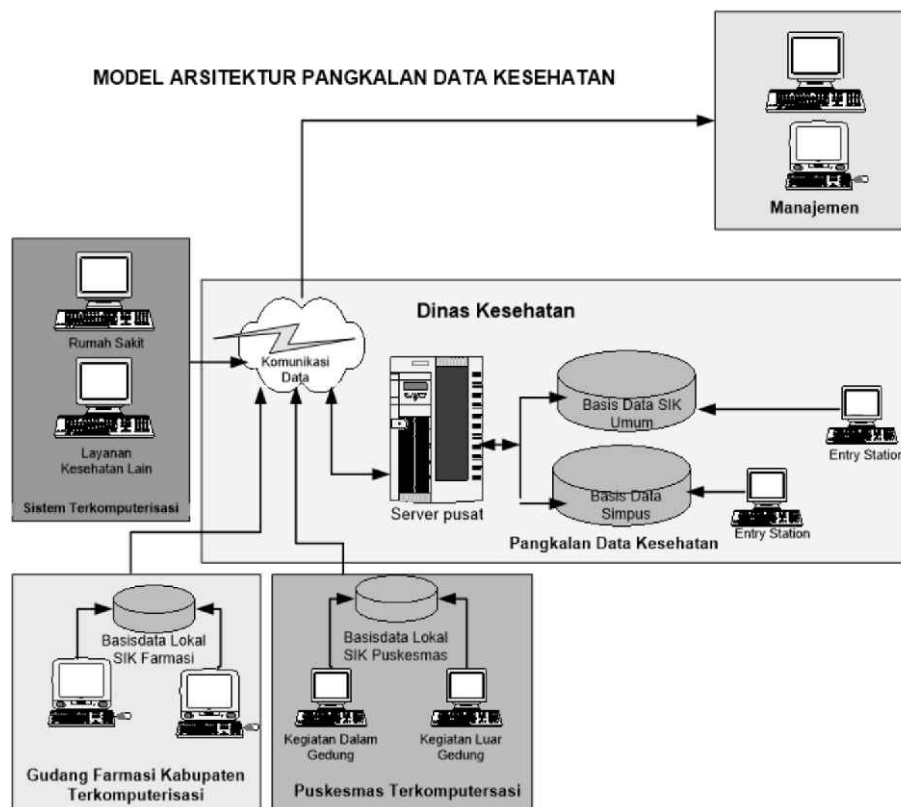 MODEL ARSITEKTUR PANGKALAN DATA KESEHATAN
Manajemen
Rumah Sakit
Layanan
Kesehatan Lain
Sistem Terkomputerisasi
Dinas Kesehatan
Komunikasi
Data
Server pusat
Basis Data SIK
Umum
Entry Station
Basis Data
Simpus
Entry Station
Pangkalan Data Kesehatan
Basisdata Lokal
SIK Farmasi
Gudang Farmasi Kabupaten
Terkomputerisasi
Basisdata Lokal
SIK Puskesmas
Kegiatan Dalam
Gedung
Kegiatan Luar
Gedung
Puskesmas Terkomputersasi